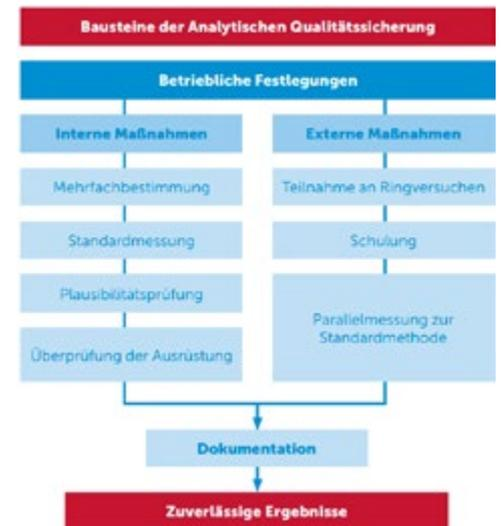 Bausteine der Analytischen Qualitätssicherung
Betriebliche Festlegungen
Interne Maßnahmen
Mehrfachbestimmung
Standardmessung
Plausibilitätsprüfung
Überprüfung der Ausrüstung
Externe Maßnahmen
Teilnahme an Ringversuchen
Schulung
Parallelmessung zur
Standardmethode
Dokumentation
Zuverlässige Ergebnisse